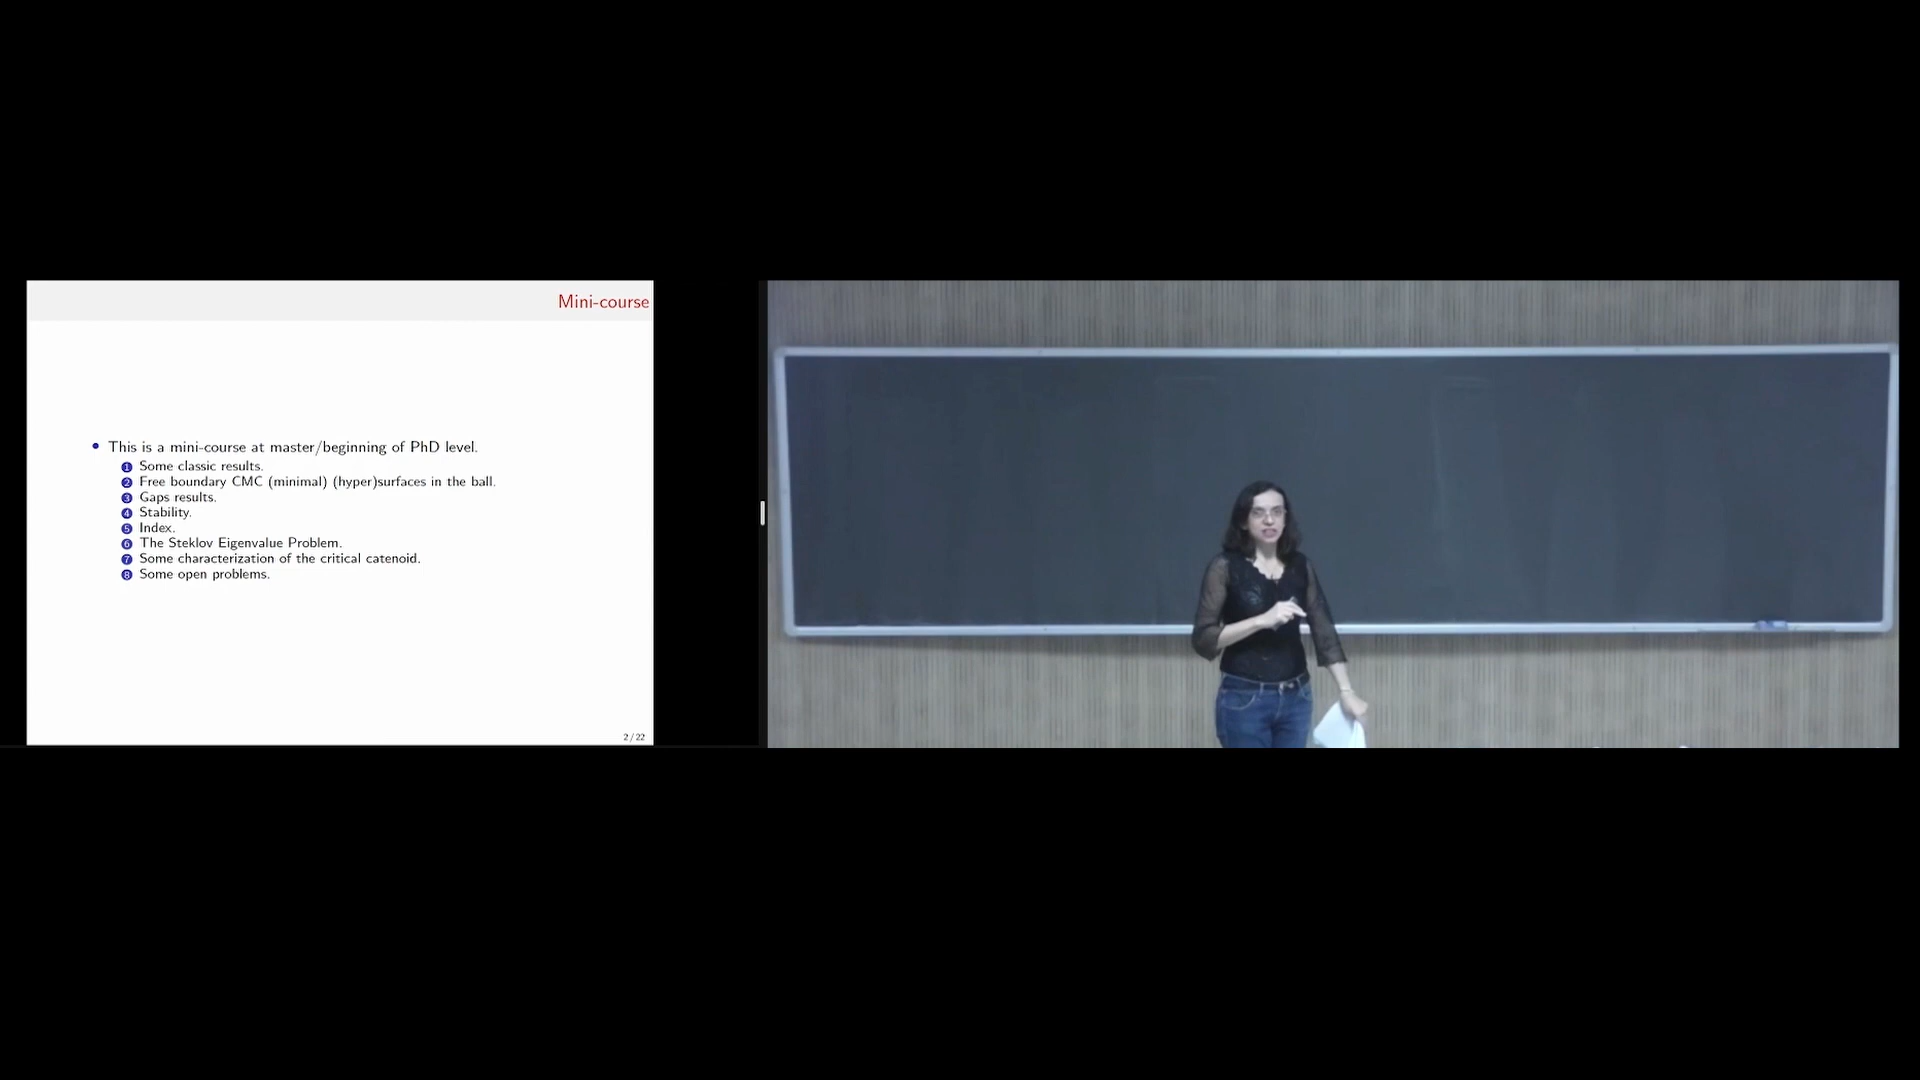 Mini-course
• This is a mini-course at master/beginning of PhD level.
1 Some classic results.
2 Free boundary CMC (minimal) (hyper)surfaces in the ball.
3 Gaps results.
4 Stability.
5 Index.
6 The Steklov Eigenvalue Problem.
7 Some characterization of the critical catenoid.
8 Some open problems.
2 / 22